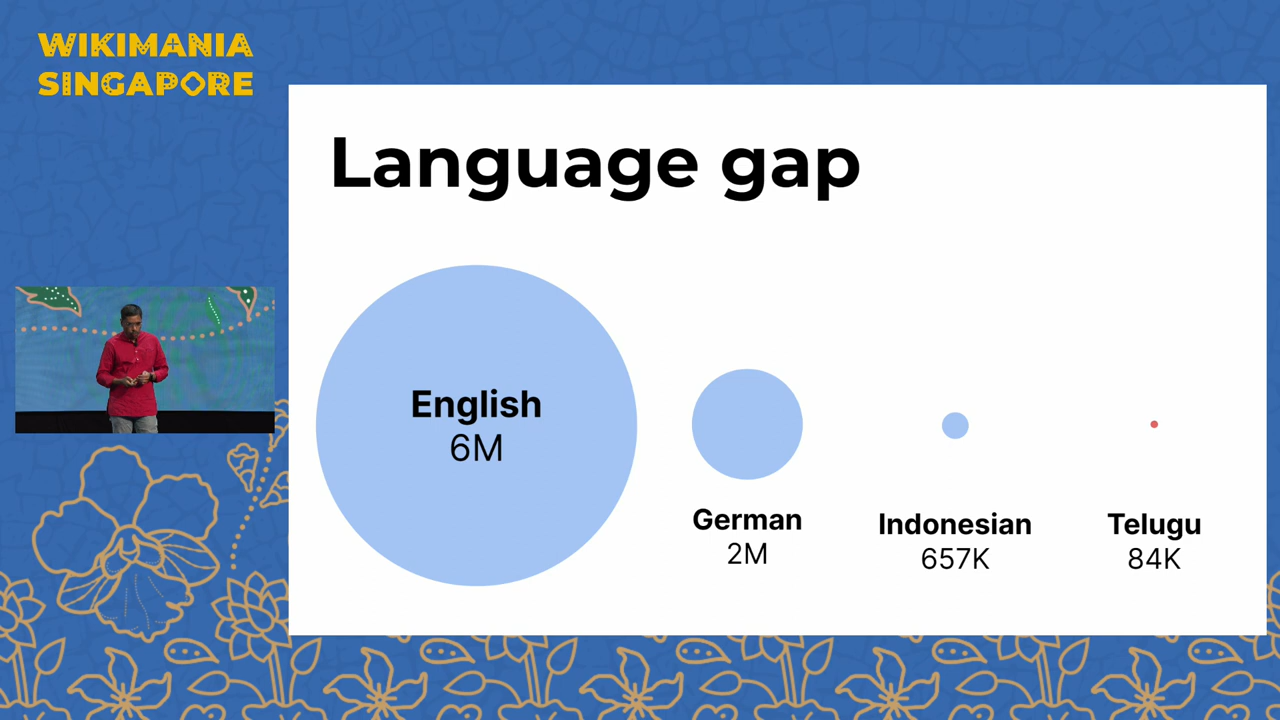 WIKIMANIA
SINGAPORE
Language gap
English
6M
German
2M
Indonesian
657K
Telugu
84K